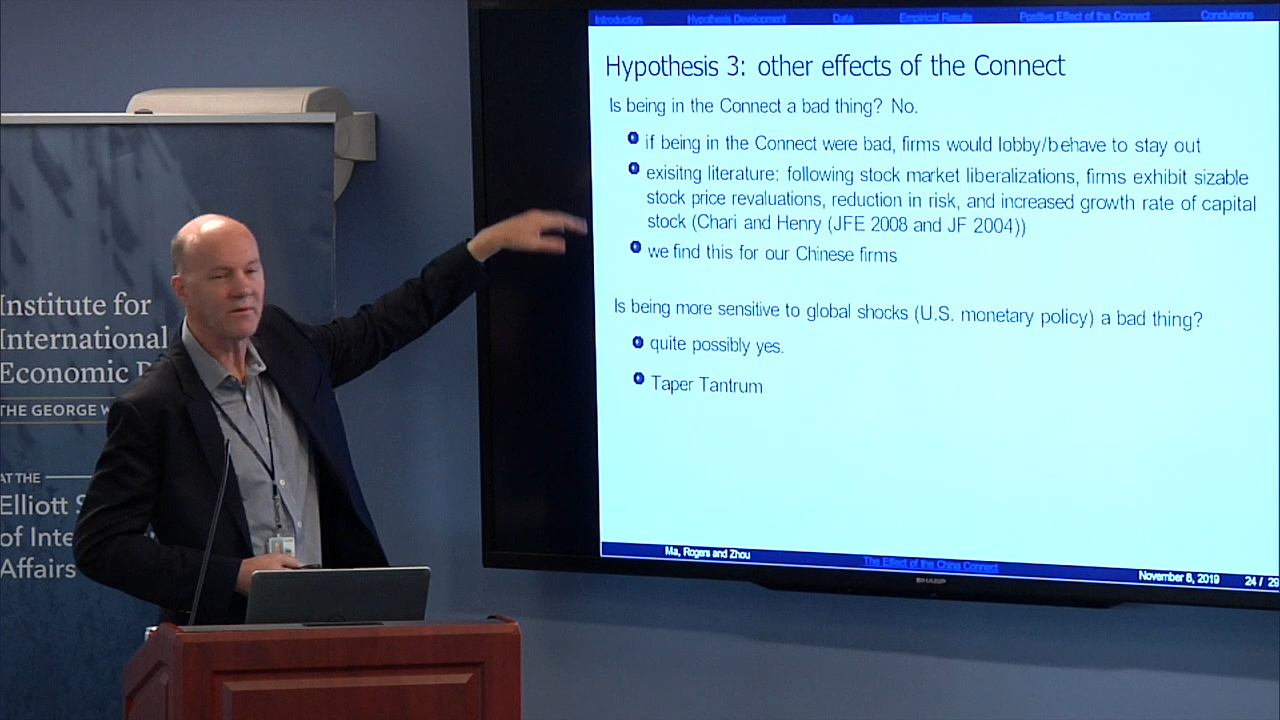 Introduction Hypothesis Development Data Empirical Results Positive Effect of the Connect Conclusions
Hypothesis 3: other effects of the Connect
Is being in the Connect a bad thing? No.
if being in the Connect were bad, firms would lobby/behave to stay out
exisitng literature: following stock market liberalizations, firms exhibit sizable
stock price revaluations, reduction in risk, and increased growth rate of capital
stock (Chari and Henry (JFE 2008 and JF 2004))
we find this for our Chinese firms
Is being more sensitive to global shocks (U.S. monetary policy) a bad thing?
quite possibly yes.
Taper Tantrum
Ma, Rogers and Zhou The Effect of the China Connect November 8, 2019 24 / 29
SHARP
Institute for
International
Economic P
THE GEORGE W
AT THE
Elliott S
of Inte
Affairs